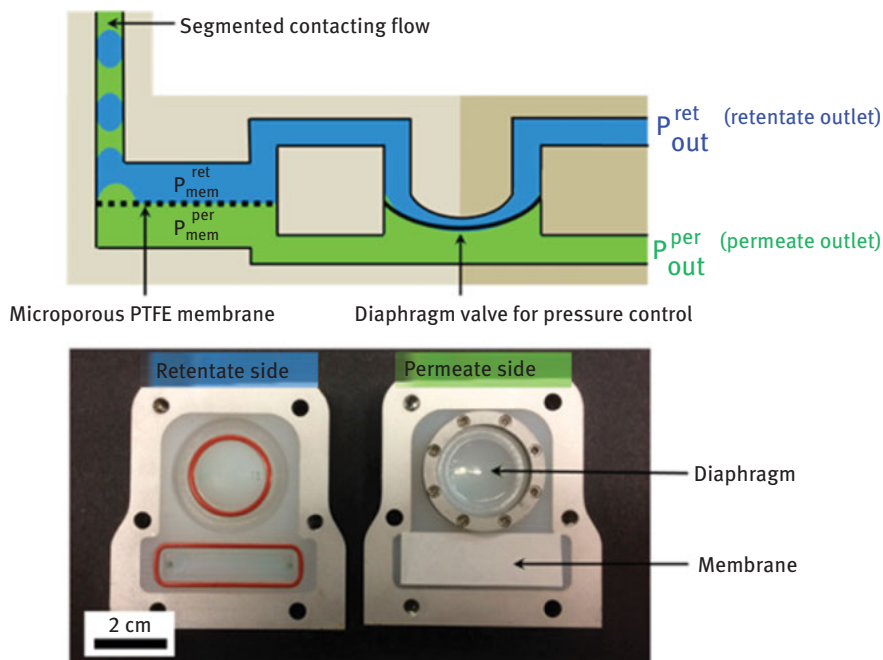 Segmented contacting flow
P ret out (retentate outlet)
P ret mem
P per mem
P per out (permeate outlet)
Microporous PTFE membrane
Diaphragm valve for pressure control
Retentate side
Permeate side
Diaphragm
Membrane
2 cm